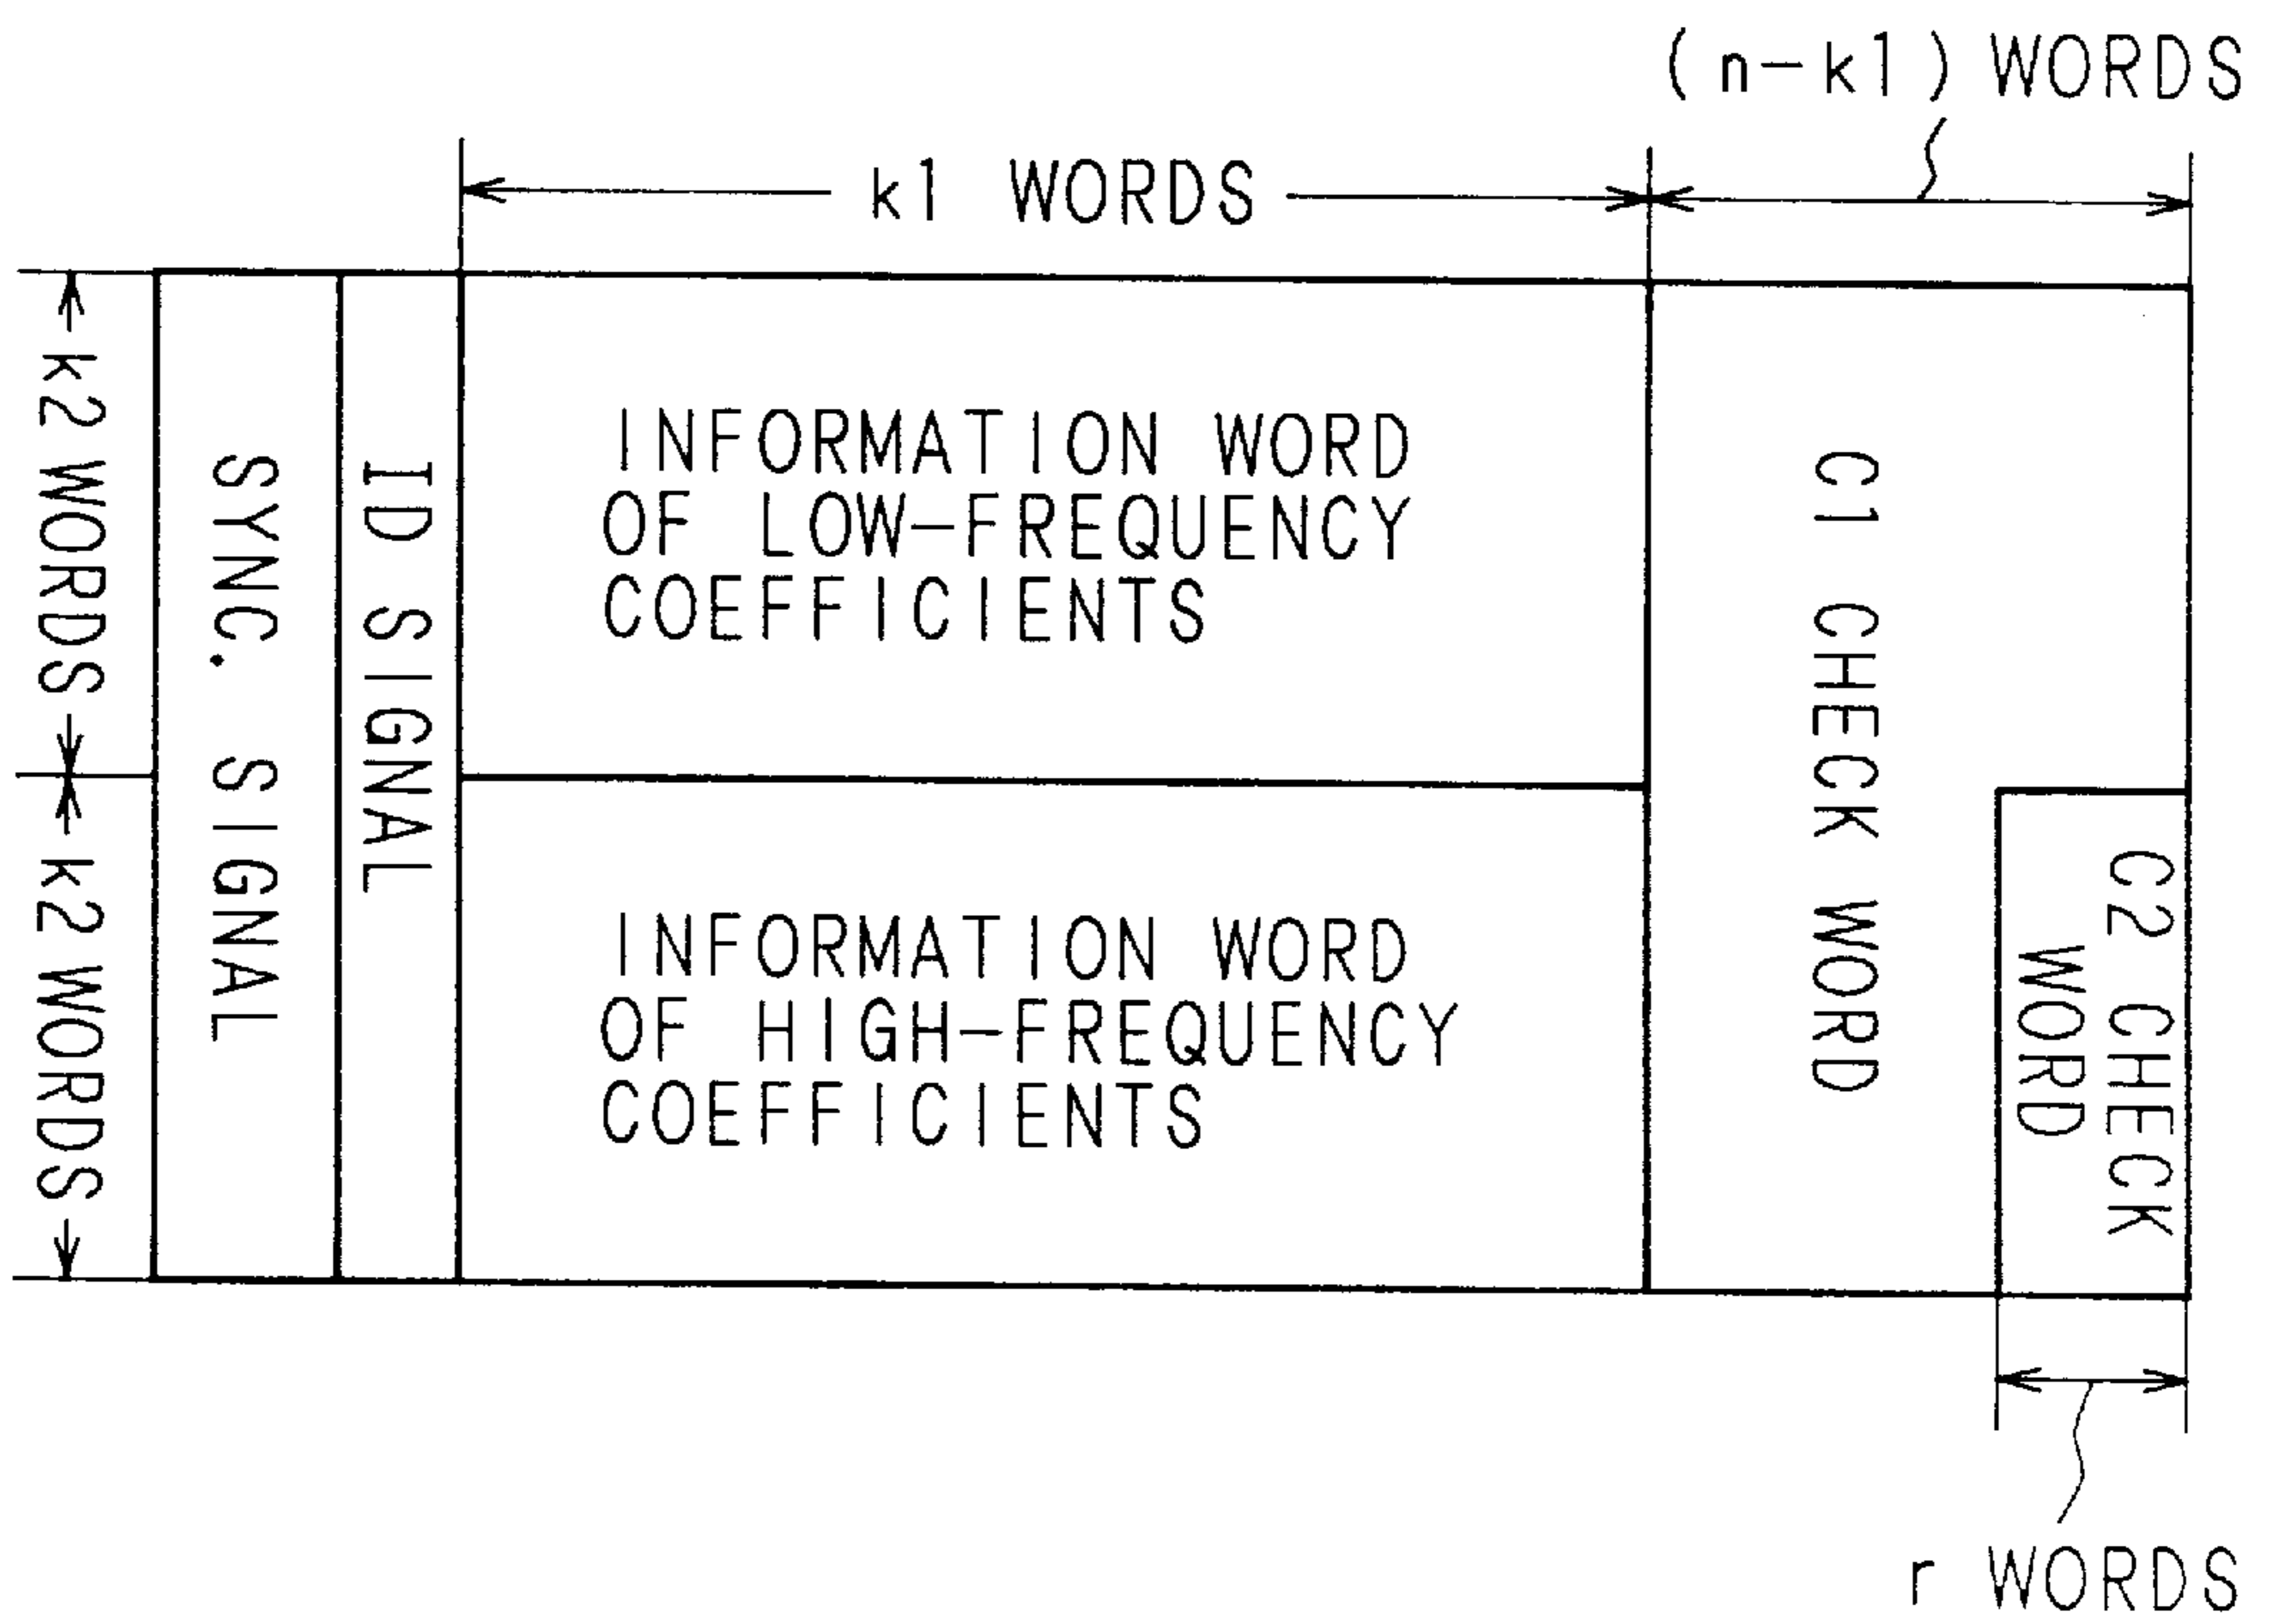 (n-k1) WORDS
k1 WORDS
k2 WORDS
k2 WORDS
SYNC. SIGNAL
ID SIGNAL
INFORMATION WORD
OF LOW-FREQUENCY
COEFFICIENTS
INFORMATION WORD
OF HIGH-FREQUENCY
COEFFICIENTS
C1 CHECK WORD
C2 CHECK
WORD
r WORDS